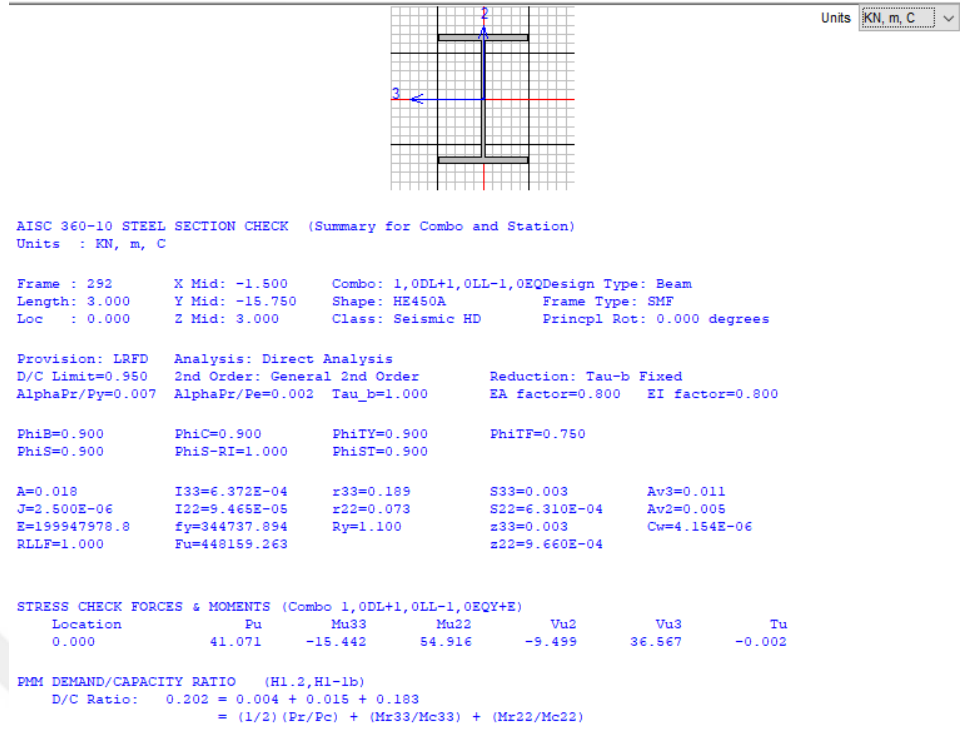 2
Units KN, m, C
3
AISC 360-10 STEEL SECTION CHECK (Summary for Combo and Station)
Units : KN, m, C
Frame : 292 X Mid: -1.500 Combo: 1,0DL+1,0LL-1,0EQDesign Type: Beam
Length: 3.000 Y Mid: -15.750 Shape: HE450A Frame Type: SMF
Loc : 0.000 Z Mid: 3.000 Class: Seismic HD Princpl Rot: 0.000 degrees
Provision: LRFD Analysis: Direct Analysis
D/C Limit=0.950 2nd Order: General 2nd Order Reduction: Tau-b Fixed
AlphaPr/Py=0.007 AlphaPr/Pe=0.002 Tau_b=1.000 EA factor=0.800 EI factor=0.800
PhiB=0.900 PhiC=0.900 PhiTY=0.900 PhiTF=0.750
PhiS=0.900 PhiS-RI=1.000 PhiST=0.900
A=0.018 I33=6.372E-04 r33=0.189 S33=0.003 Av3=0.011
J=2.500E-06 I22=9.465E-05 r22=0.073 S22=6.310E-04 Av2=0.005
E=199947978.8 fy=344737.894 Ry=1.100 z33=0.003 Cw=4.154E-06
RLLF=1.000 Fu=448159.263 z22=9.660E-04
STRESS CHECK FORCES & MOMENTS (Combo 1,0DL+1,0LL-1,0EQY+E)
Location Pu Mu33 Mu22 Vu2 Vu3 Tu
0.000 41.071 -15.442 54.916 -9.499 36.567 -0.002
PMM DEMAND/CAPACITY RATIO (H1.2,H1-1b)
D/C Ratio: 0.202 = 0.004 + 0.015 + 0.183
= (1/2)(Pr/Pc) + (Mr33/Mc33) + (Mr22/Mc22)